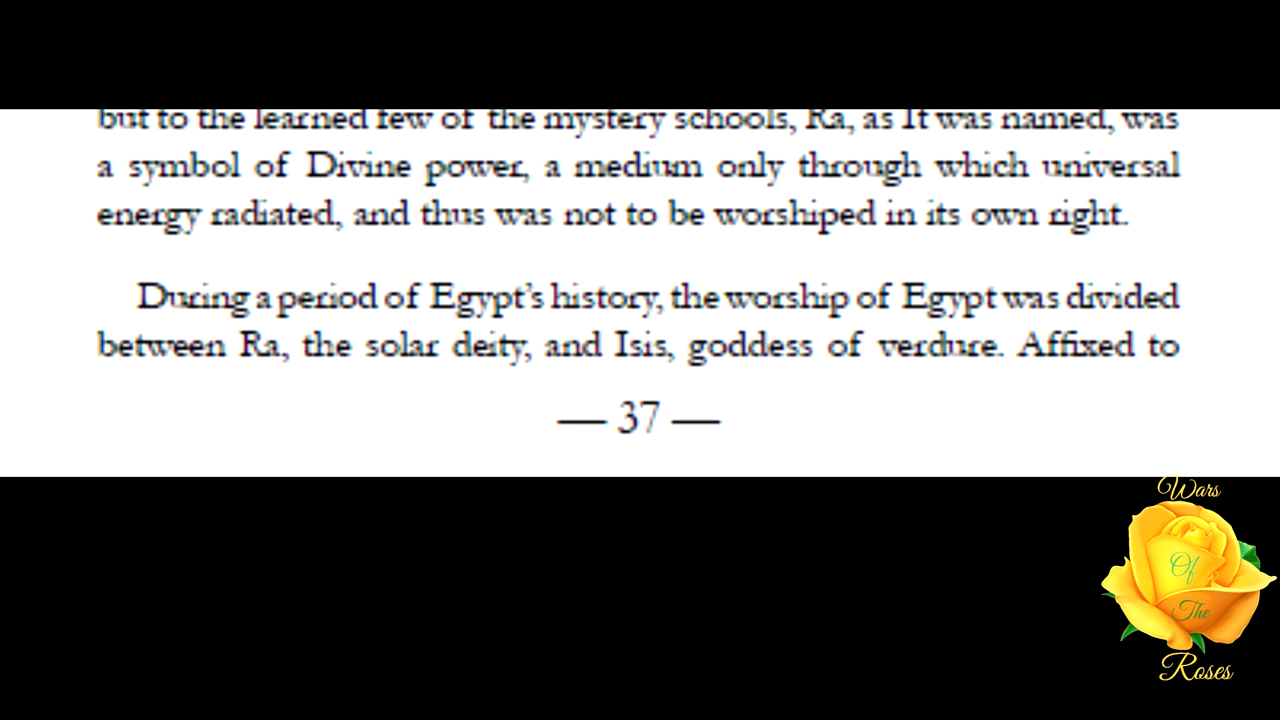 but to the learned few of the mystery schools, Ra, as It was named, was
a symbol of Divine power, a medium only through which universal
energy radiated, and thus was not to be worshiped in its own right.
During a period of Egypt's history, the worship of Egypt was divided
between Ra, the solar deity, and Isis, goddess of verdure. Affixed to
— 37 —
Wars
Of
The
Roses